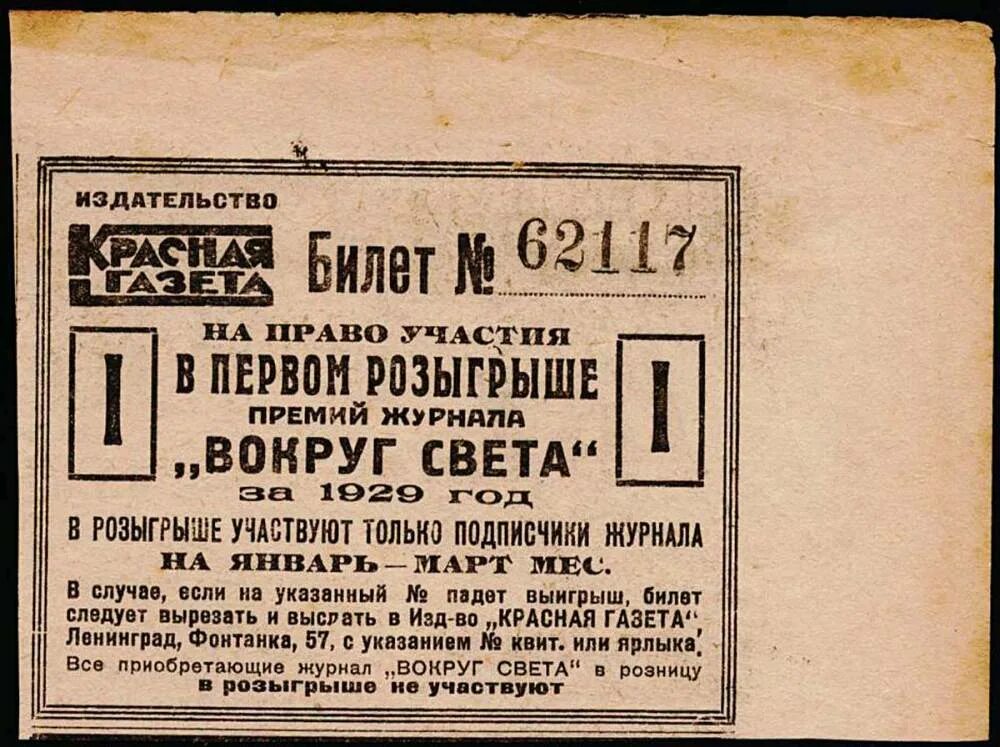 ИЗДАТЕЛЬСТВО
КРАСНАЯ
ГАЗЕТА
Билет № 62117
НА ПРАВО УЧАСТИЯ
I В ПЕРВОМ РОЗЫГРЫШЕ I
ПРЕМИЙ ЖУРНАЛА
„ВОКРУГ СВЕТА“
за 1929 год
В РОЗЫГРЫШЕ УЧАСТВУЮТ ТОЛЬКО ПОДПИСЧИКИ ЖУРНАЛА
НА ЯНВАРЬ — МАРТ МЕС.
В случае, если на указанный № падет выигрыш, билет
следует вырезать и выслать в Изд-во „КРАСНАЯ ГАЗЕТА“,
Ленинград, Фонтанка, 57, с указанием № квит. или ярлыка.
Все приобретающие журнал „ВОКРУГ СВЕТА“ в розницу
в розыгрыше не участвуют